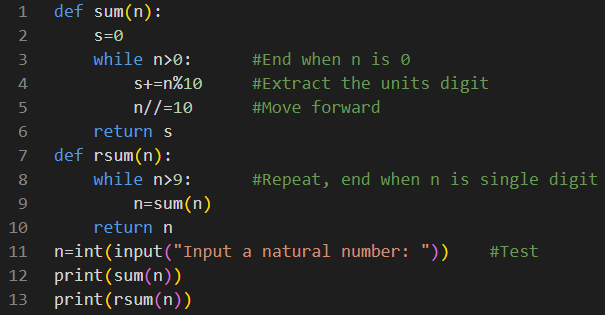 1 def sum(n):
2     s=0
3     while n>0:      #End when n is 0
4         s+=n%10     #Extract the units digit
5         n//=10      #Move forward
6     return s
7 def rsum(n):
8     while n>9:      #Repeat, end when n is single digit
9         n=sum(n)
10     return n
11 n=int(input("Input a natural number: "))    #Test
12 print(sum(n))
13 print(rsum(n))